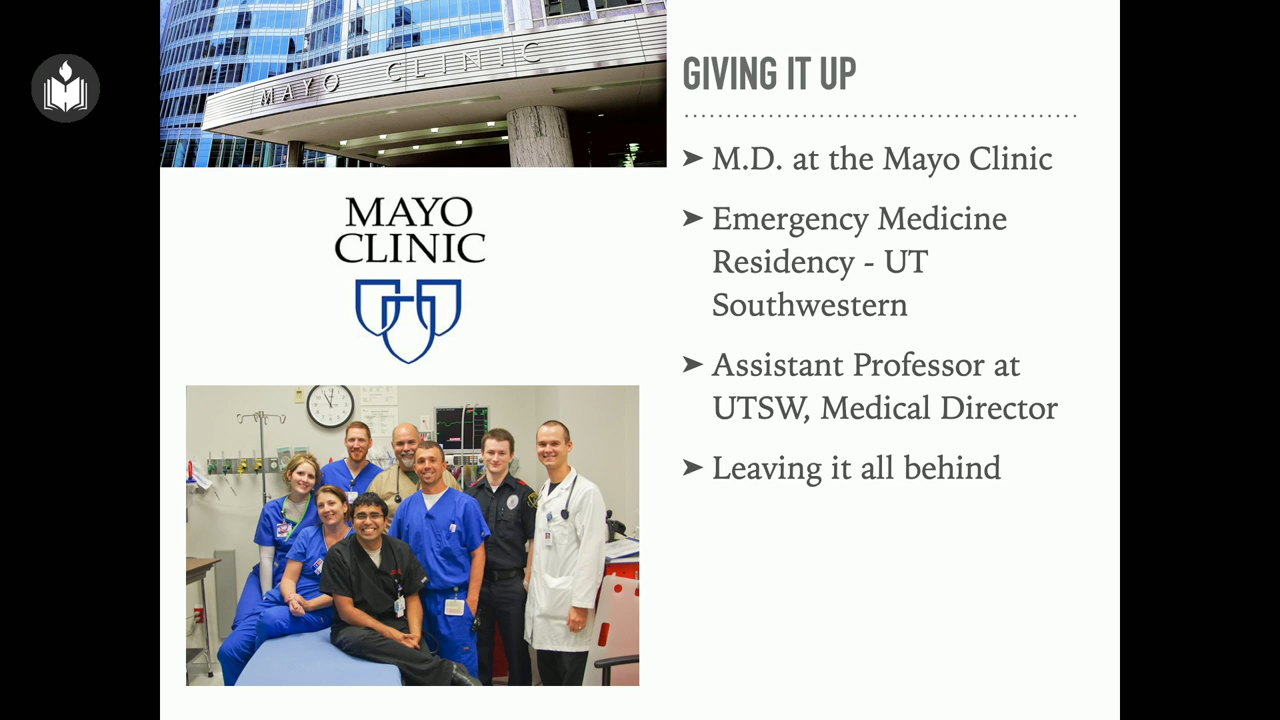 MAYO CLINIC
GIVING IT UP
➤ M.D. at the Mayo Clinic
➤ Emergency Medicine
Residency - UT
Southwestern
➤ Assistant Professor at
UTSW, Medical Director
➤ Leaving it all behind
MAYO
CLINIC